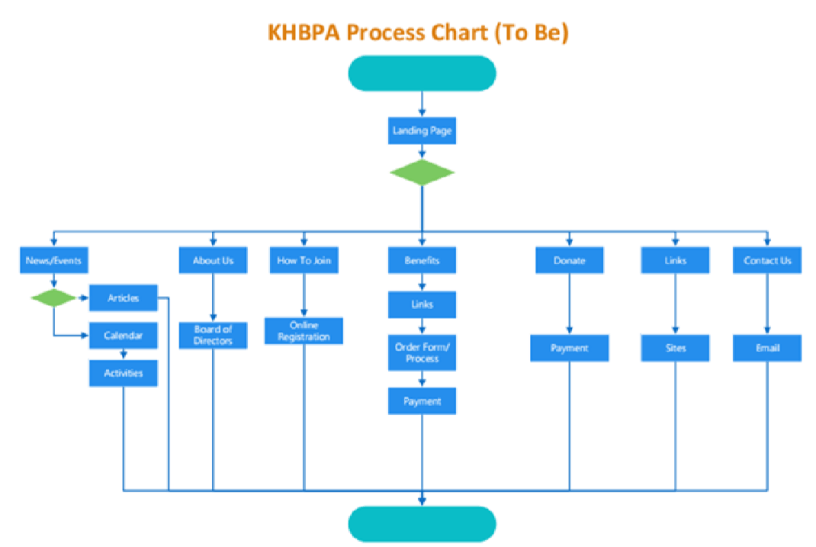 KHBPA Process Chart (To Be)
Landing Page
News/Events
About Us
How To Join
Benefits
Donate
Links
Contact Us
Articles
Links
Calendar
Board of
Directors
Online
Registration
Order Form/
Process
Payment
Sites
Email
Activities
Payment